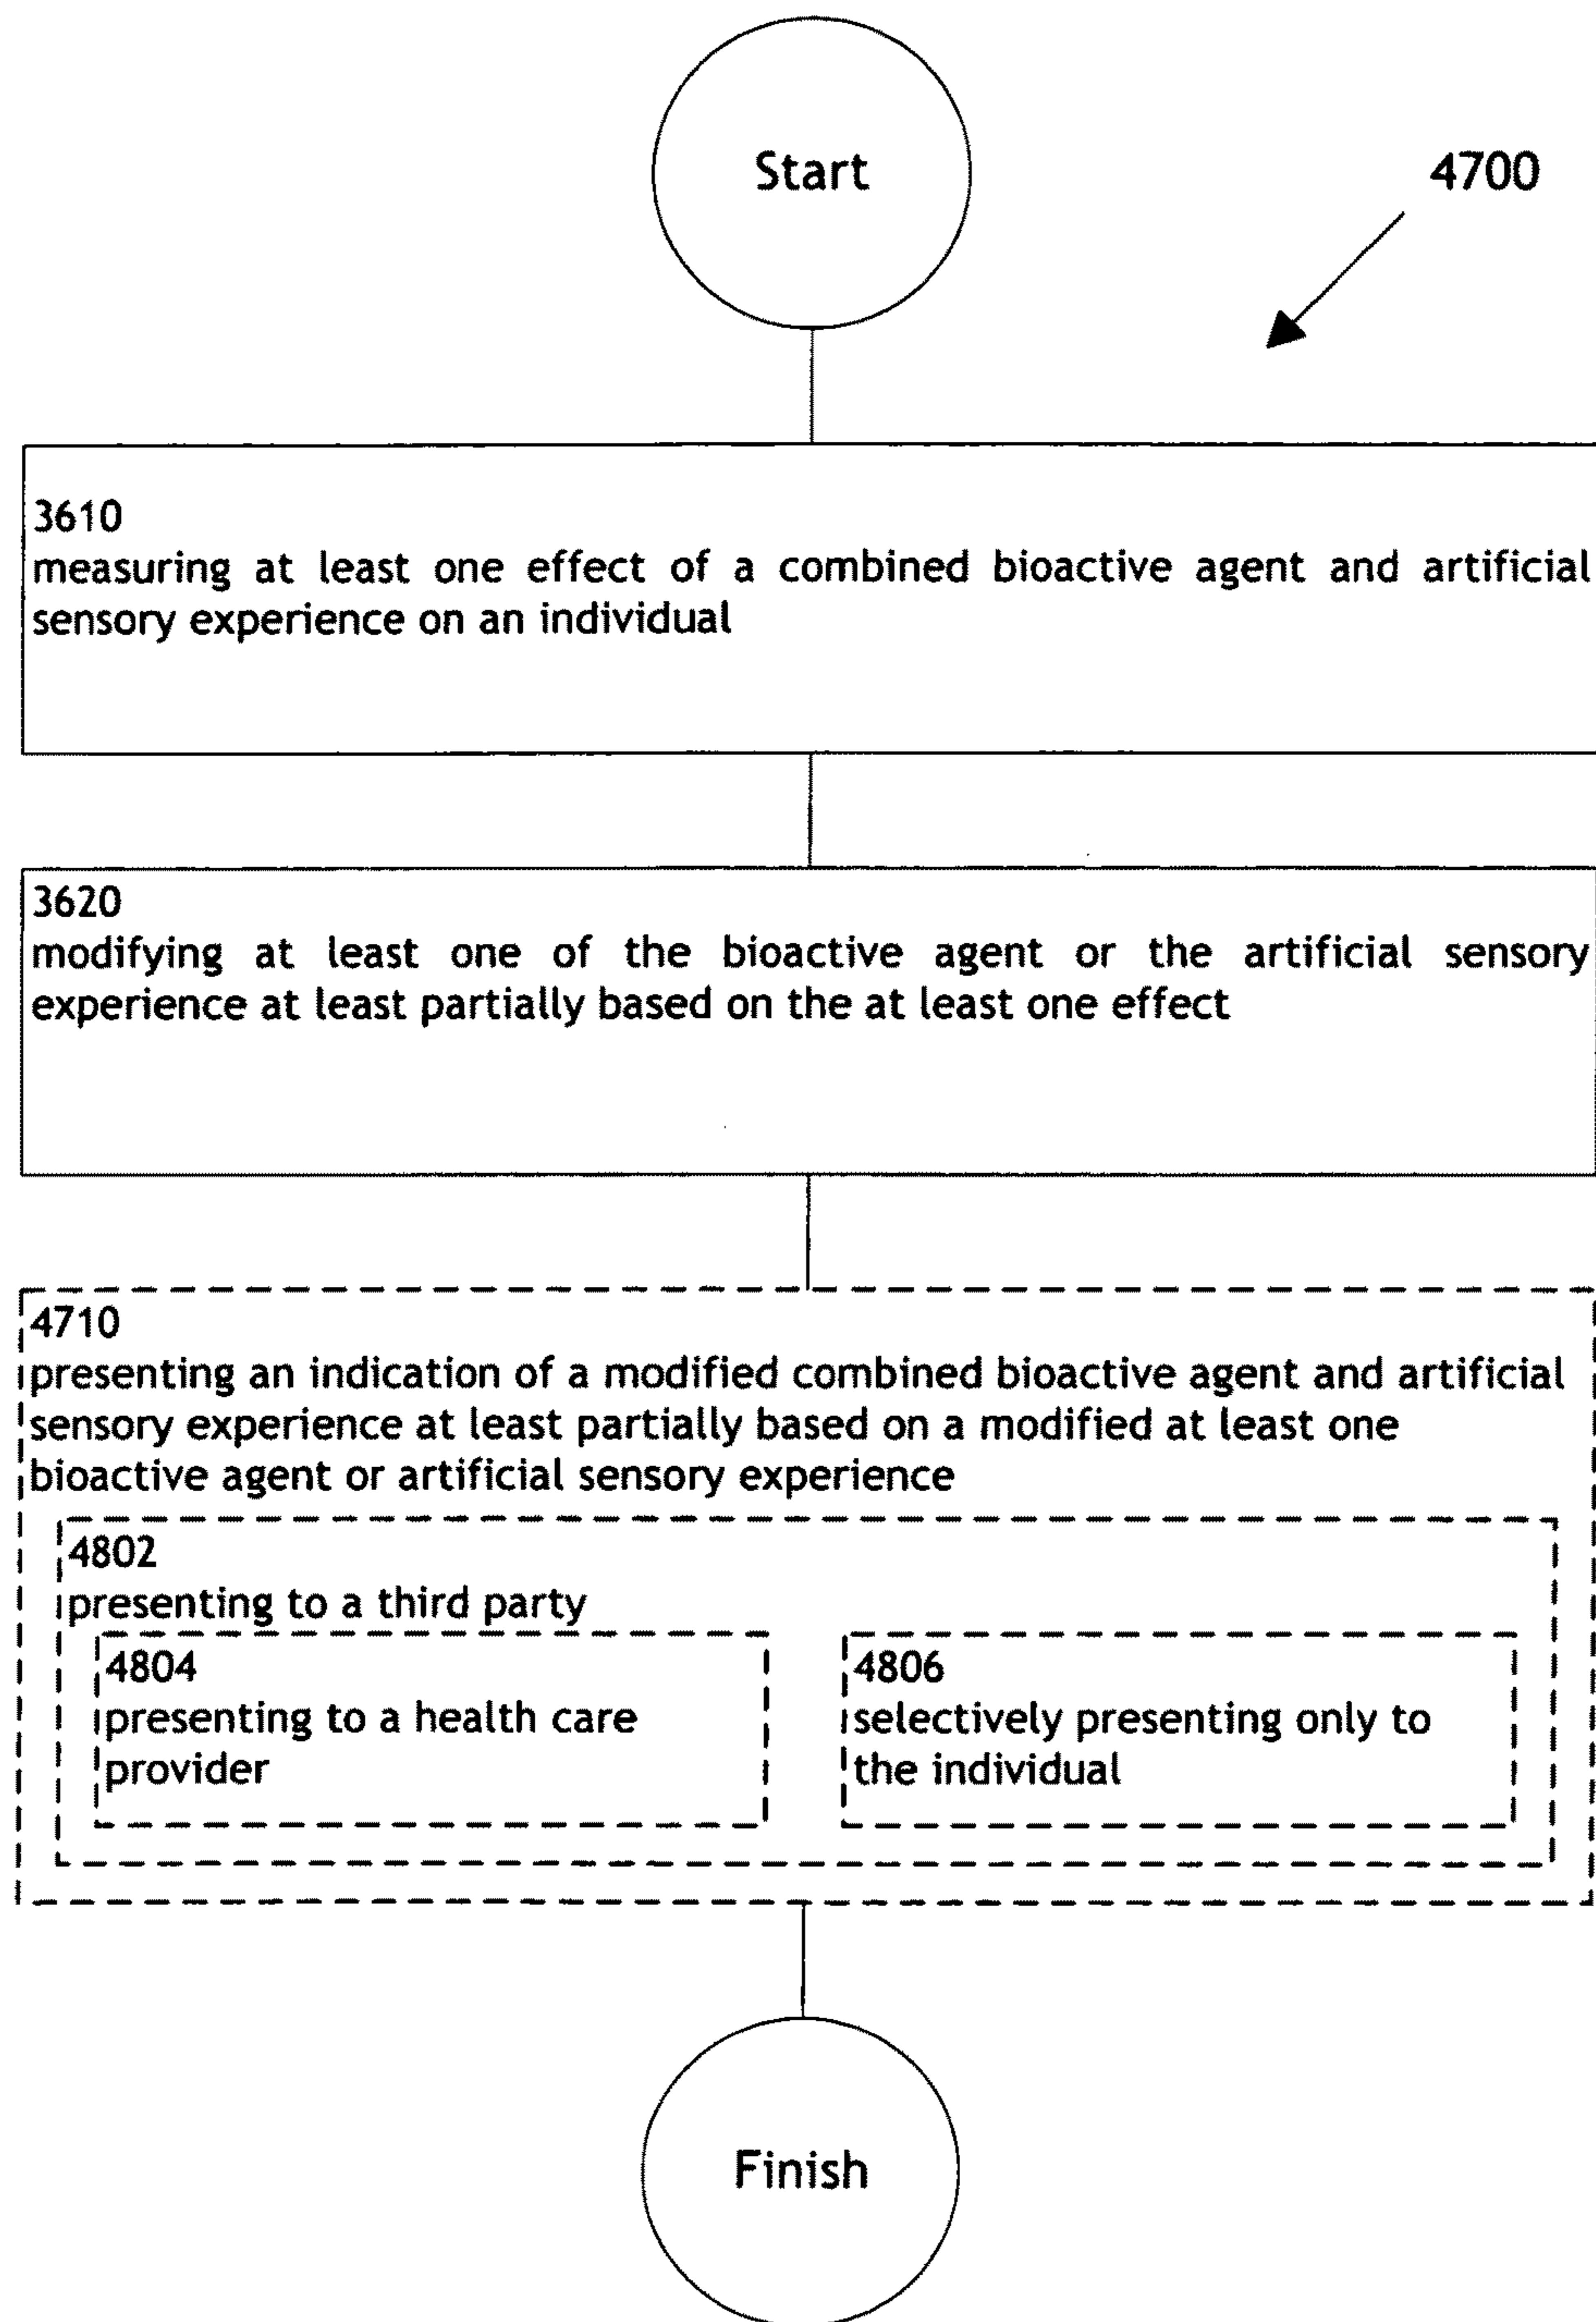 Start
4700
3610
measuring at least one effect of a combined bioactive agent and artificial
sensory experience on an individual
3620
modifying at least one of the bioactive agent or the artificial sensory
experience at least partially based on the at least one effect
4710
presenting an indication of a modified combined bioactive agent and artificial
sensory experience at least partially based on a modified at least one
bioactive agent or artificial sensory experience
4802
presenting to a third party
4804
presenting to a health care
provider
4806
selectively presenting only to
the individual
Finish